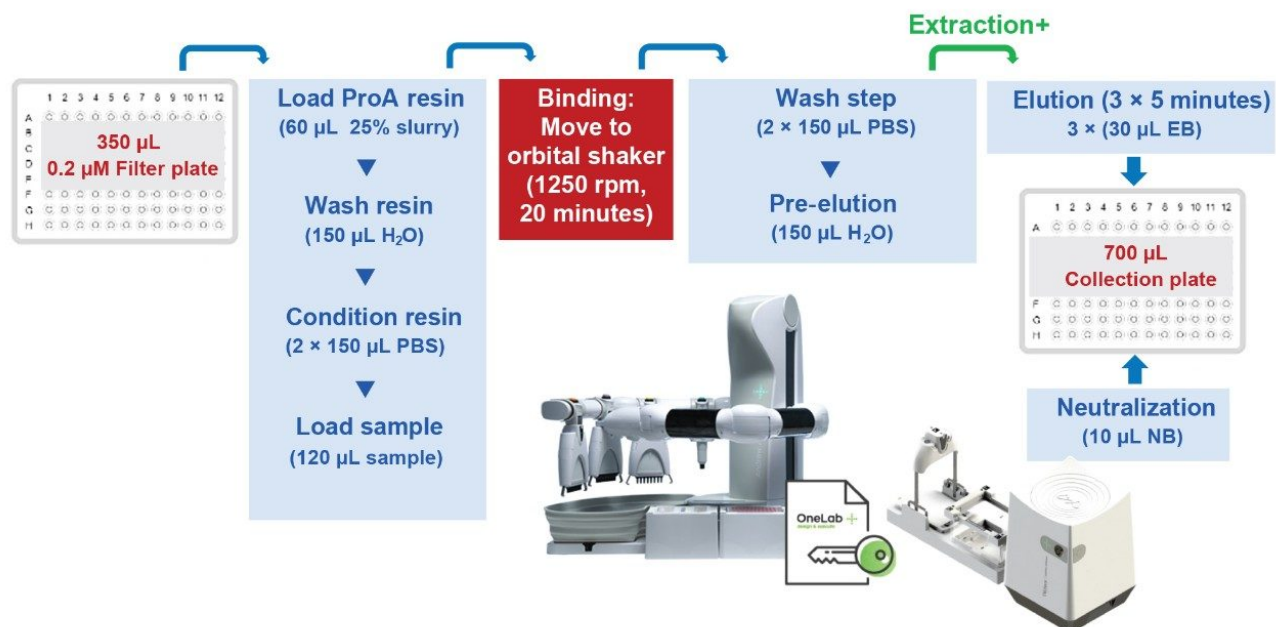 Extraction+
1 2 3 4 5 6 7 8 9 10 11 12
A
B
C
D
E
F
G
H
350 µL
0.2 µM Filter plate
Load ProA resin
(60 µL 25% slurry)
Wash resin
(150 µL H₂O)
Condition resin
(2 × 150 µL PBS)
Load sample
(120 µL sample)
Binding:
Move to
orbital shaker
(1250 rpm,
20 minutes)
Wash step
(2 × 150 µL PBS)
Pre-elution
(150 µL H₂O)
Elution (3 × 5 minutes)
3 × (30 µL EB)
1 2 3 4 5 6 7 8 9 10 11 12
A
700 µL
Collection plate
F
G
H
Neutralization
(10 µL NB)
OneLab +
design & execute